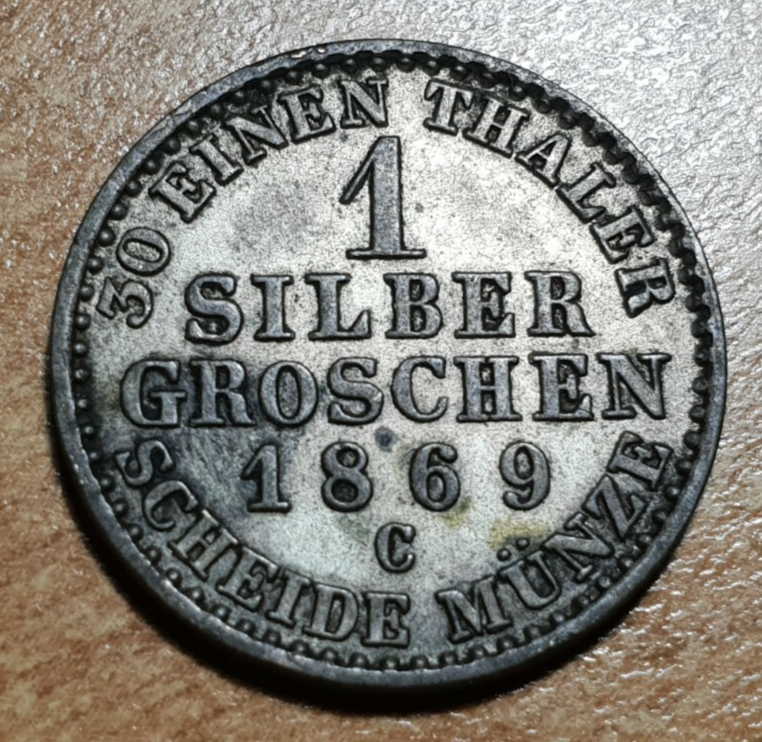 30 EINEN THALER
1
SILBER
GROSCHEN
1869
C
SCHEIDE MÜNZE